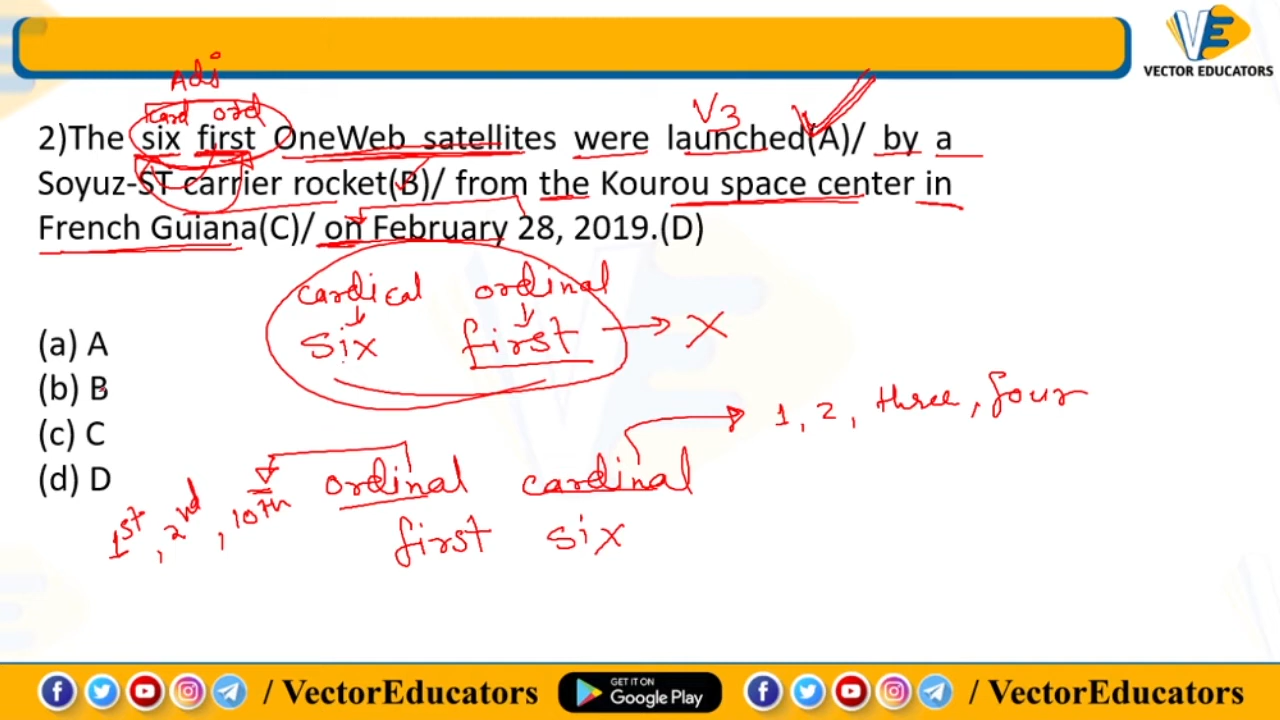 VECTOR EDUCATORS
Adj
card ord
V3
2)The six first OneWeb satellites were launched(A)/ by a
Soyuz-ST carrier rocket(B)/ from the Kourou space center in
French Guiana(C)/ on February 28, 2019.(D)
cardical ordinal
six first → X
(a) A
(b) B
(c) C
(d) D
1, 2, three, four
ordinal cardinal
1st, 2nd, 10th
first six
/ VectorEducators
GET IT ON
Google Play
/ VectorEducators